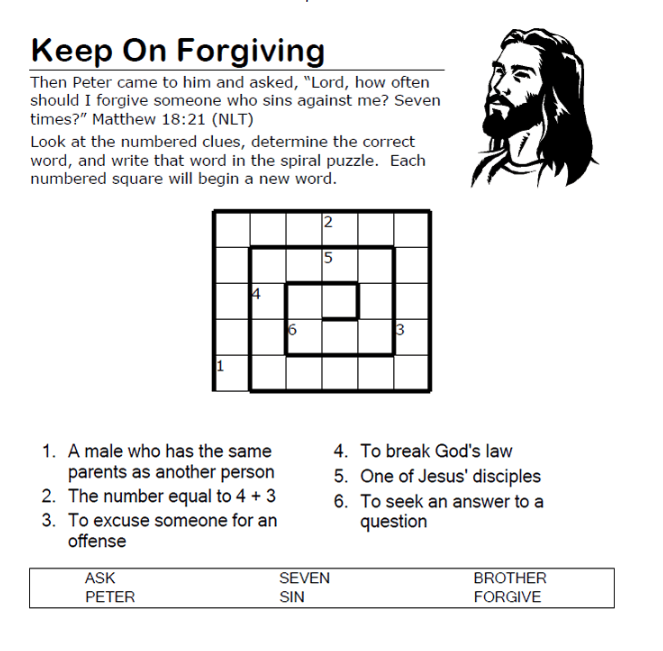 Keep On Forgiving
Then Peter came to him and asked, “Lord, how often
should I forgive someone who sins against me? Seven
times?” Matthew 18:21 (NLT)
Look at the numbered clues, determine the correct
word, and write that word in the spiral puzzle.  Each
numbered square will begin a new word.
2
5
4
6 3
1
1. A male who has the same
parents as another person
2. The number equal to 4 + 3
3. To excuse someone for an
offense
4. To break God's law
5. One of Jesus' disciples
6. To seek an answer to a
question
ASK SEVEN BROTHER
PETER SIN FORGIVE